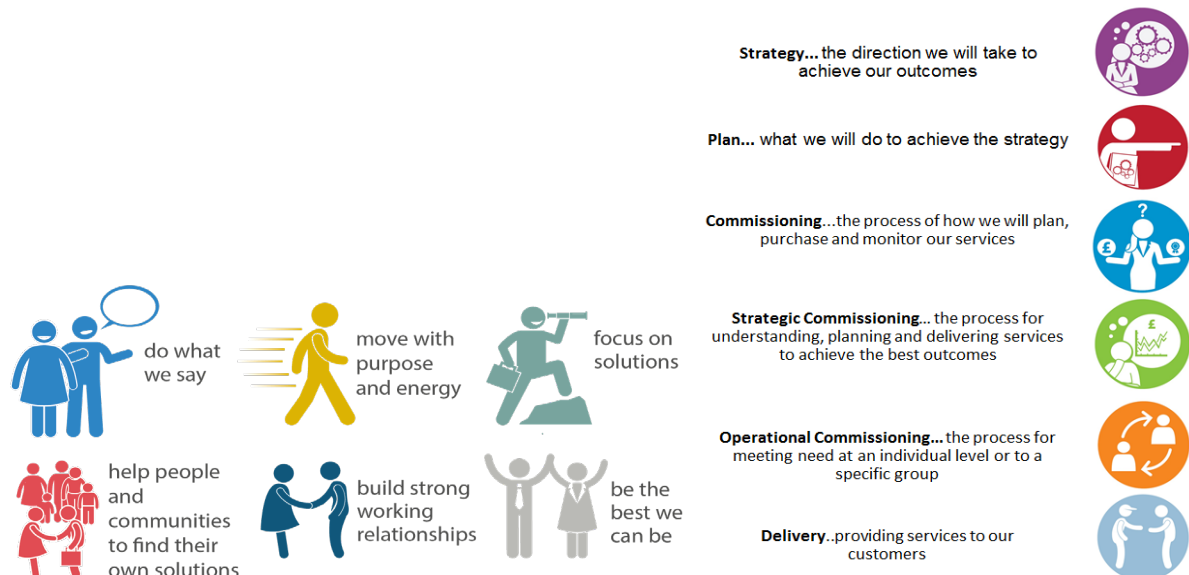 do what
we say
move with
purpose
and energy
focus on
solutions
help people
and
communities
to find their
own solutions
build strong
working
relationships
be the
best we
can be
Strategy... the direction we will take to
achieve our outcomes
Plan... what we will do to achieve the strategy
Commissioning...the process of how we will plan,
purchase and monitor our services
?
£
Strategic Commissioning... the process for
understanding, planning and delivering services
to achieve the best outcomes
£
Operational Commissioning... the process for
meeting need at an individual level or to a
specific group
Delivery..providing services to our
customers